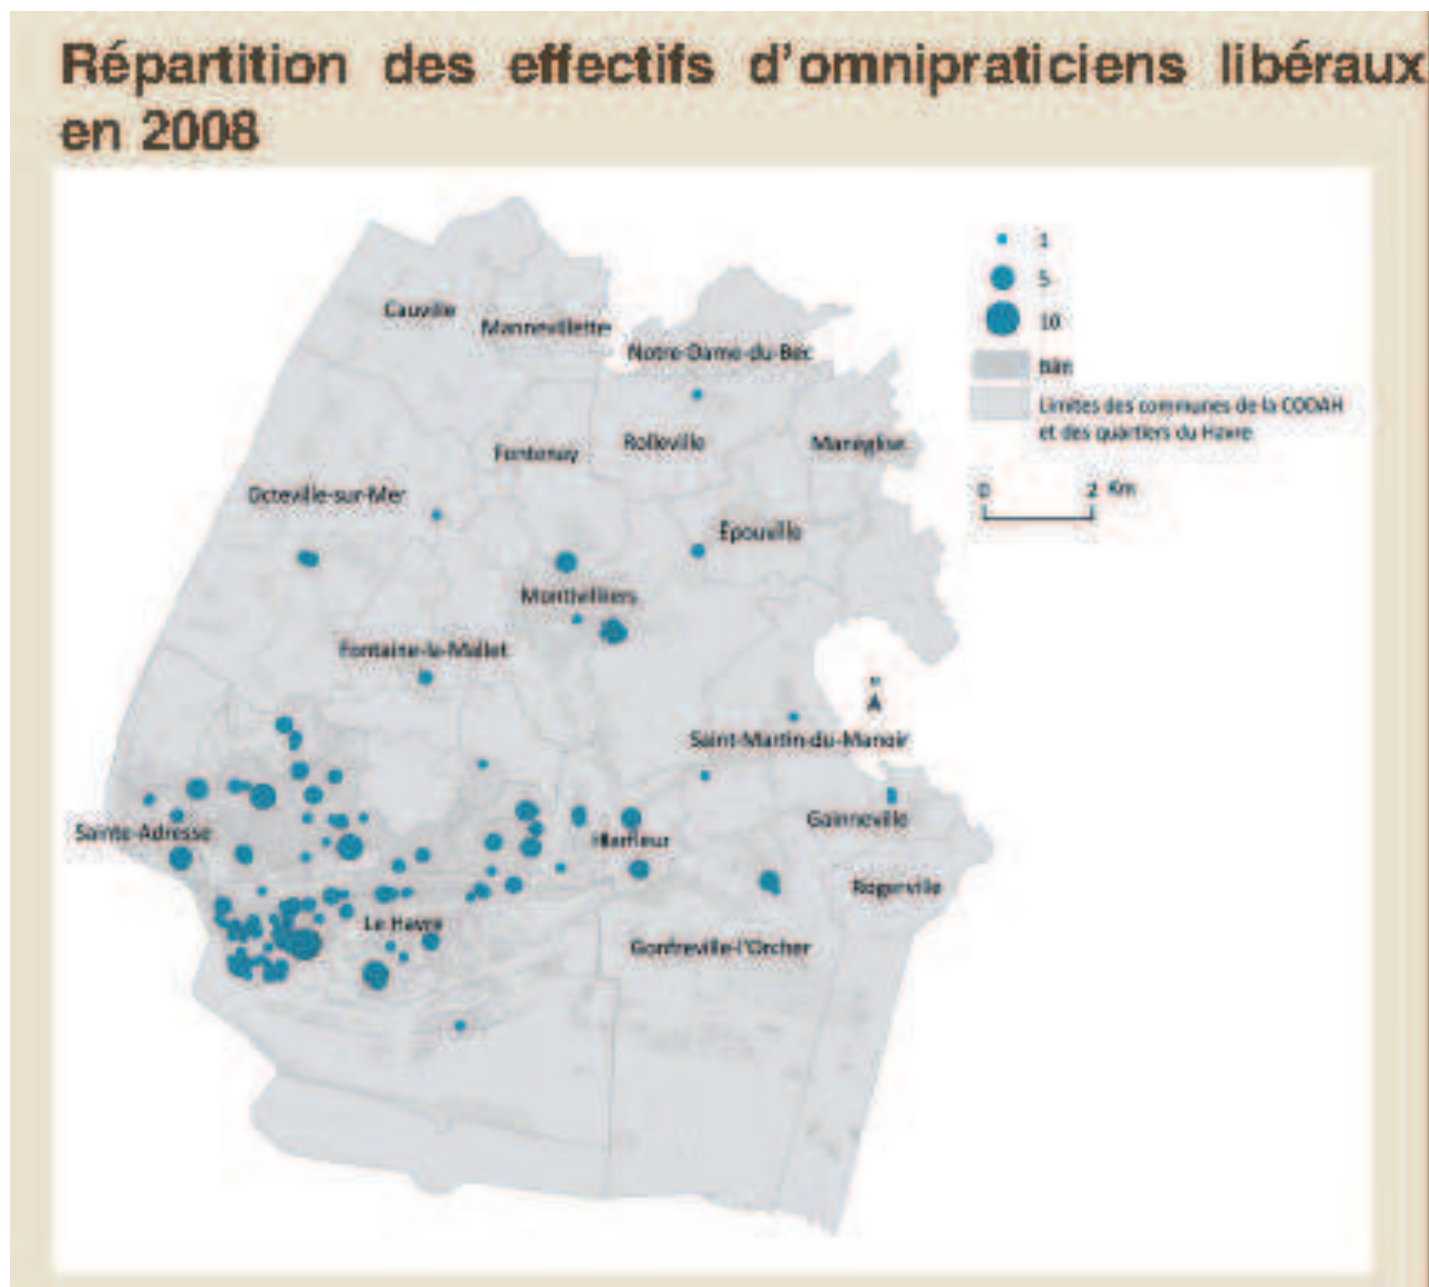 Répartition des effectifs d'omnipraticiens libéraux
en 2008
1
5
10
Bâti
Limites des communes de la CODAH
et des quartiers du Havre
0 2 Km
N
Cauville
Mannevillette
Notre-Dame-du-Bec
Fontenay
Rolleville
Manéglise
Octeville-sur-Mer
Épouville
Montivilliers
Fontaine-la-Mallet
Saint-Martin-du-Manoir
Sainte-Adresse
Harfleur
Gainneville
Rogerville
Le Havre
Gonfreville-l'Orcher